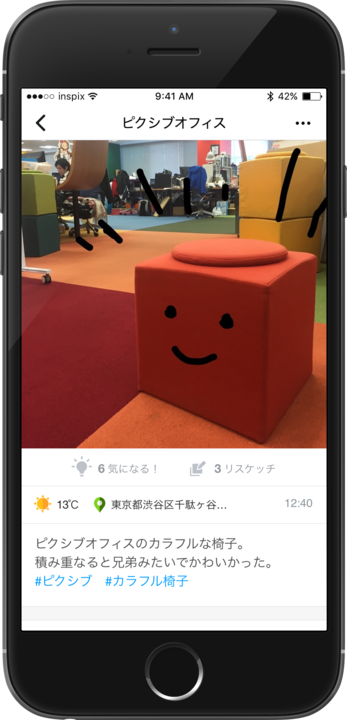 inspix 9:41 AM 42%
ピクシブオフィス
6 気になる！ 3 リスケッチ
13℃ 東京都渋谷区千駄ヶ谷… 12:40
ピクシブオフィスのカラフルな椅子。
積み重なると兄弟みたいでかわいかった。
#ピクシブ #カラフル椅子